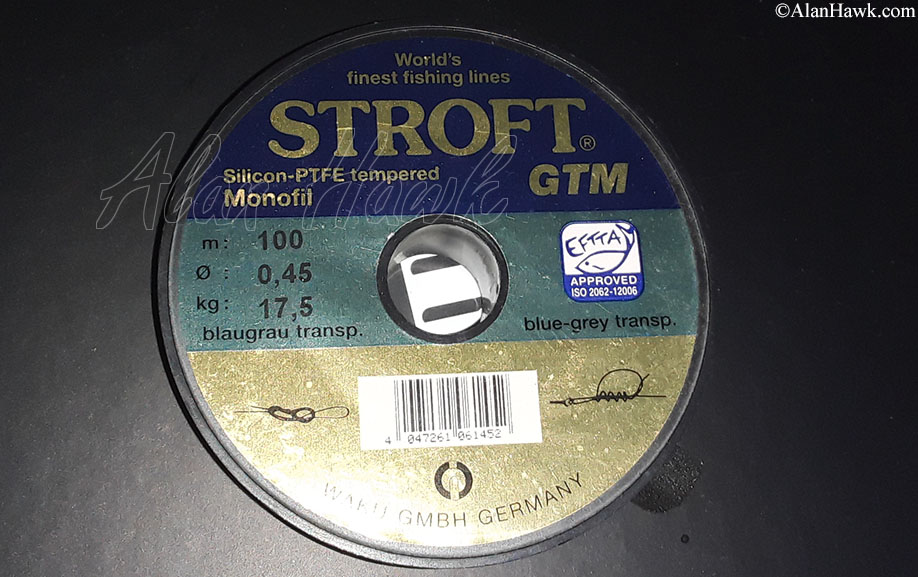 ©AlanHawk.com
World's
finest fishing lines
STROFT®
Silicon-PTFE tempered
GTM
Monofil
Alan Hawk
m: 100
Ø : 0,45
kg: 17,5
blaugrau transp.
EFTTA
APPROVED
ISO 2062-12006
blue-grey transp.
4 047261 061452
WAKU GMBH GERMANY